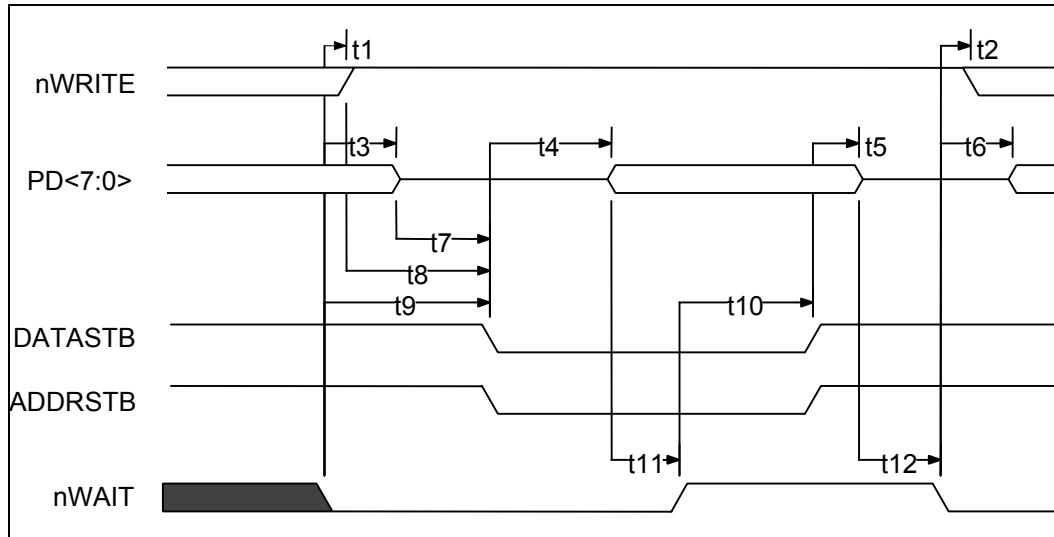 t1
t2
nWRITE
t3
t4
t5
t6
PD<7:0>
t7
t8
t9
t10
DATASTB
ADDRSTB
t11
t12
nWAIT